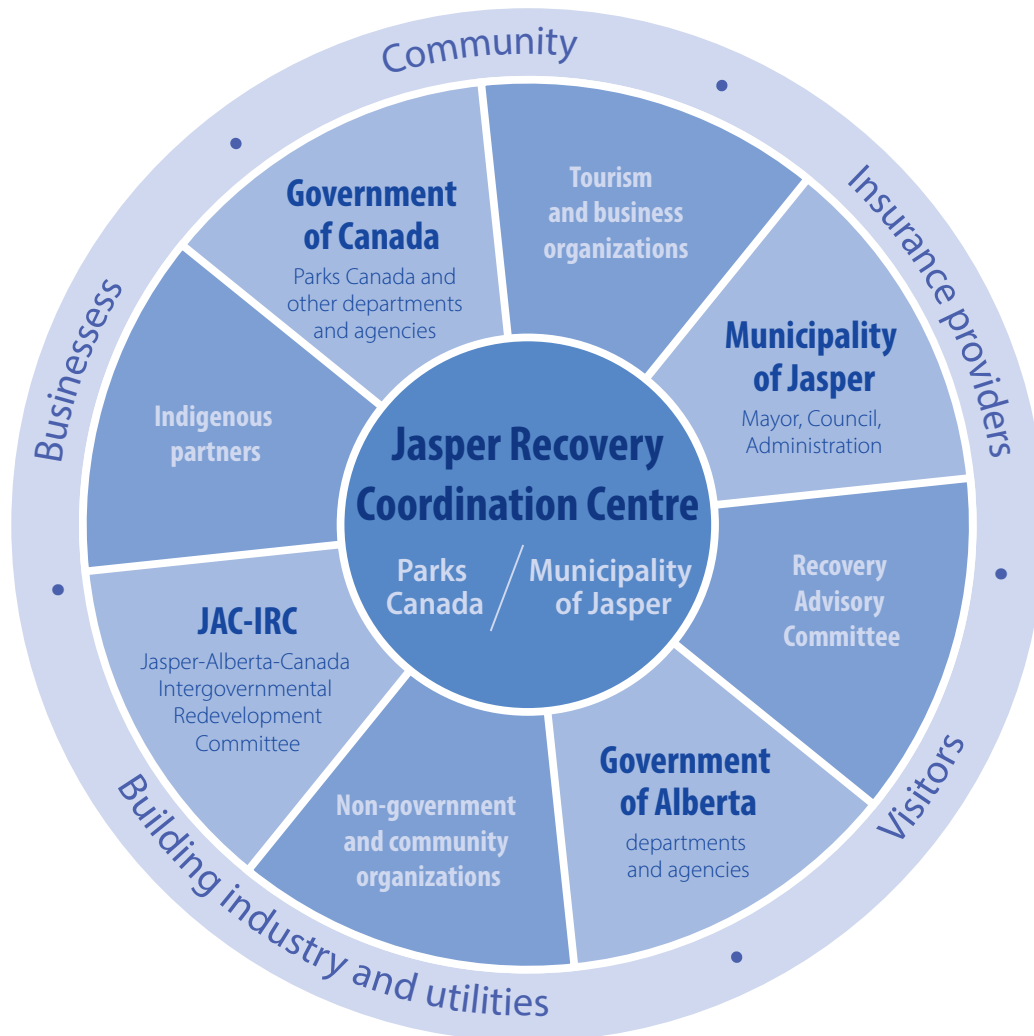 Community
Insurance providers
Visitors
Building industry and utilities
Businessess
Government
of Canada
Parks Canada and
other departments
and agencies
Tourism
and business
organizations
Municipality
of Jasper
Mayor, Council,
Administration
Recovery
Advisory
Committee
Government
of Alberta
departments
and agencies
Non-government
and community
organizations
JAC-IRC
Jasper-Alberta-Canada
Intergovernmental
Redevelopment
Committee
Indigenous
partners
Jasper Recovery
Coordination Centre
Parks
Canada
Municipality
of Jasper